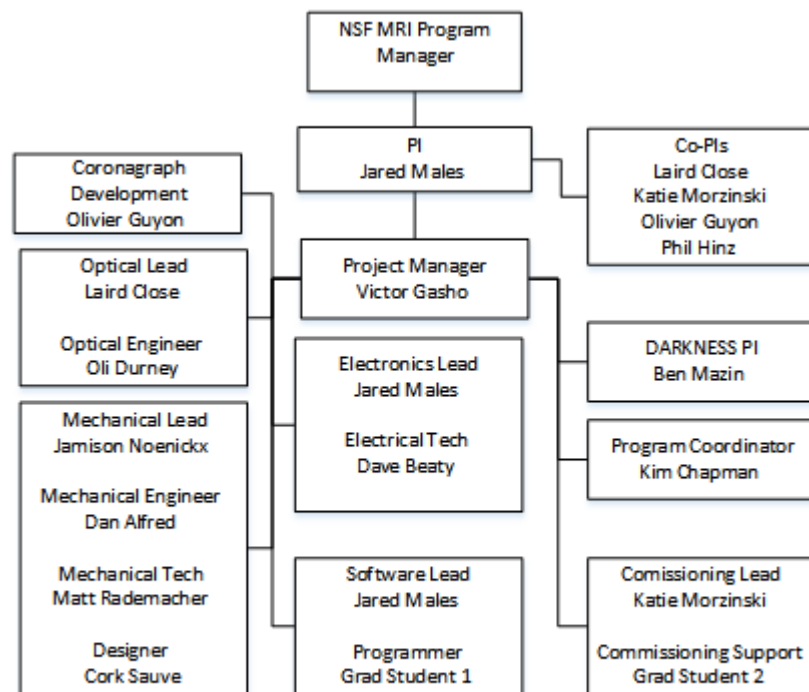 NSF MRI Program
Manager
PI
Jared Males
Co-PIs
Laird Close
Katie Morzinski
Olivier Guyon
Phil Hinz
Coronagraph
Development
Olivier Guyon
Project Manager
Victor Gasho
Optical Lead
Laird Close
Optical Engineer
Oli Durney
Electronics Lead
Jared Males
Electrical Tech
Dave Beaty
DARKNESS PI
Ben Mazin
Program Coordinator
Kim Chapman
Mechanical Lead
Jamison Noenickx
Mechanical Engineer
Dan Alfred
Mechanical Tech
Matt Rademacher
Designer
Cork Sauve
Software Lead
Jared Males
Programmer
Grad Student 1
Comissioning Lead
Katie Morzinski
Commissioning Support
Grad Student 2